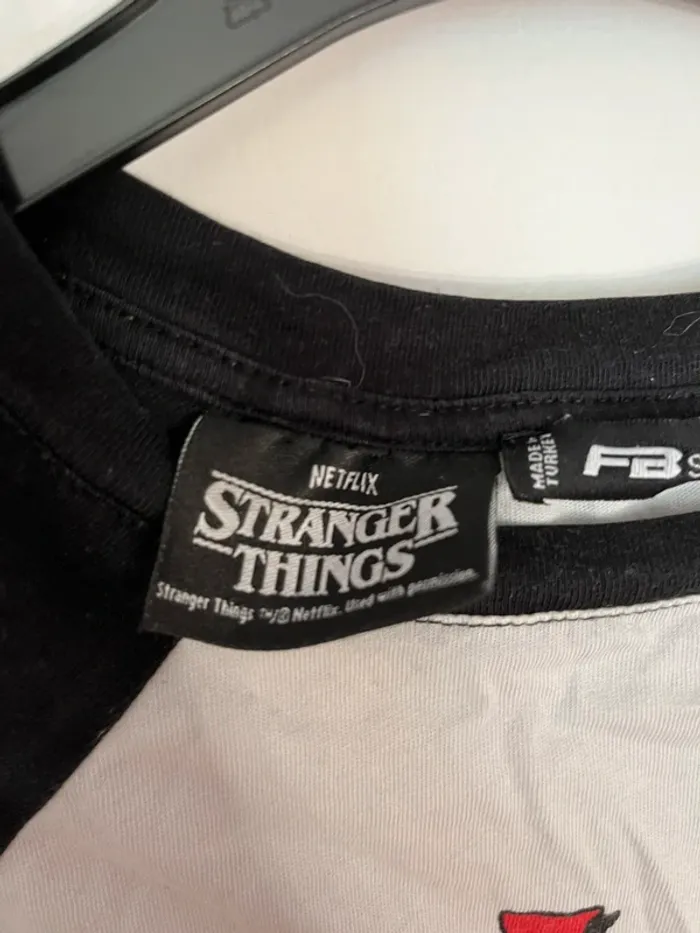 NETFLIX
STRANGER
THINGS
Stranger Things ™/© Netflix. Used with permission.
MADE
TURKEY
FB